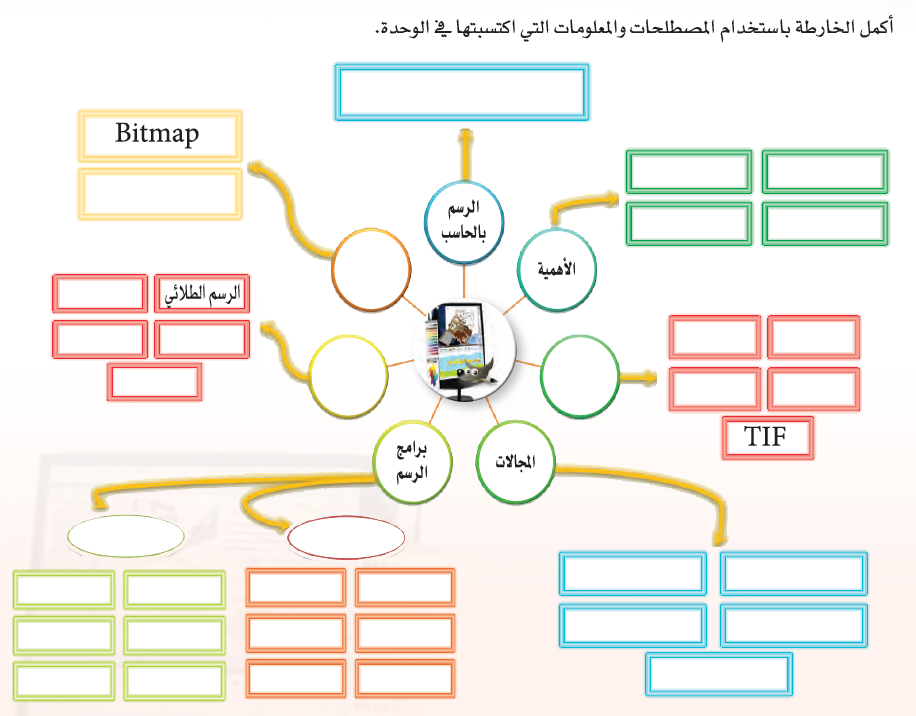 أكمل الخارطة باستخدام المصطلحات والمعلومات التي اكتسبتها في الوحدة.
Bitmap
الرسم
بالحاسب
الأهمية
الرسم الطلائي
TIF
برامج
الرسم
المجالات